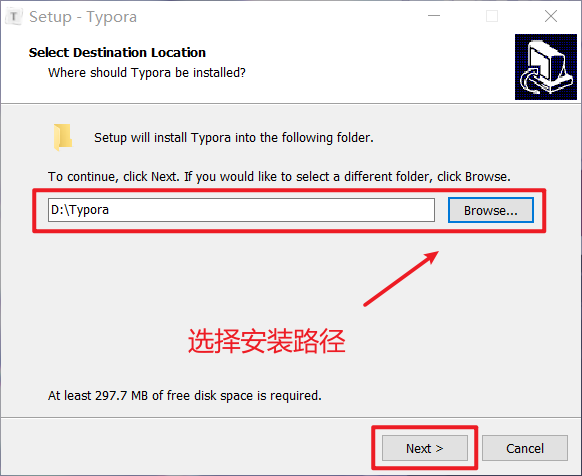 Setup - Typora
Select Destination Location
Where should Typora be installed?
Setup will install Typora into the following folder.
To continue, click Next. If you would like to select a different folder, click Browse.
D:\Typora
Browse...
选择安装路径
At least 297.7 MB of free disk space is required.
Next >
Cancel